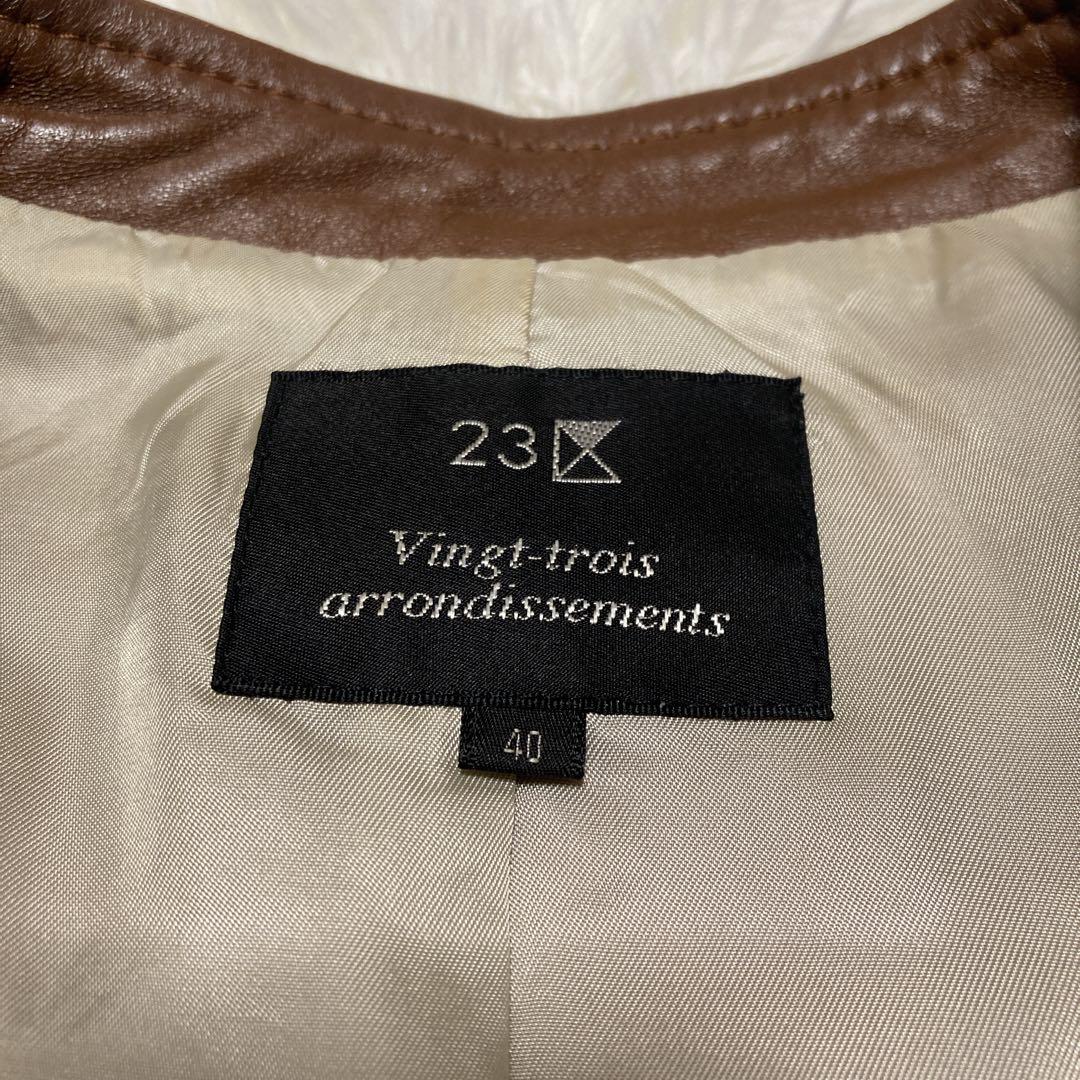 23
Vingt-trois
arrondissements
40